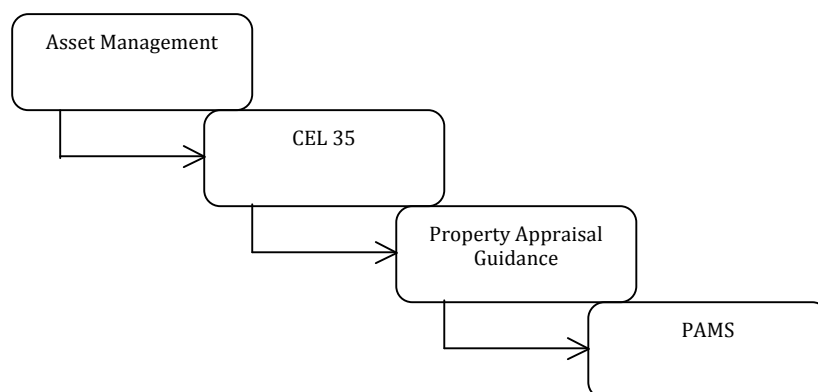 Asset Management
CEL 35
Property Appraisal
Guidance
PAMS